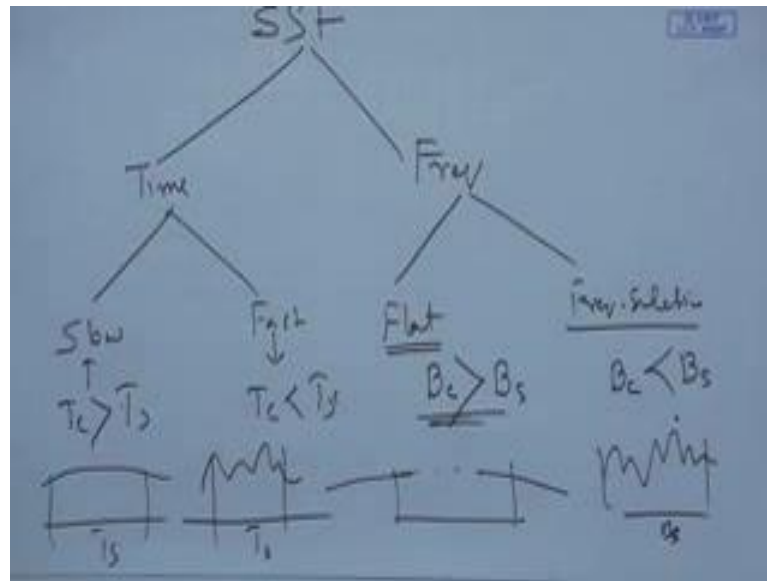 SSF
Time Freq
Slow Fast Flat Freq. Selective
Tc > Ts Tc < Ts Bc > Bs Bc < Bs
Ts Ts Bs